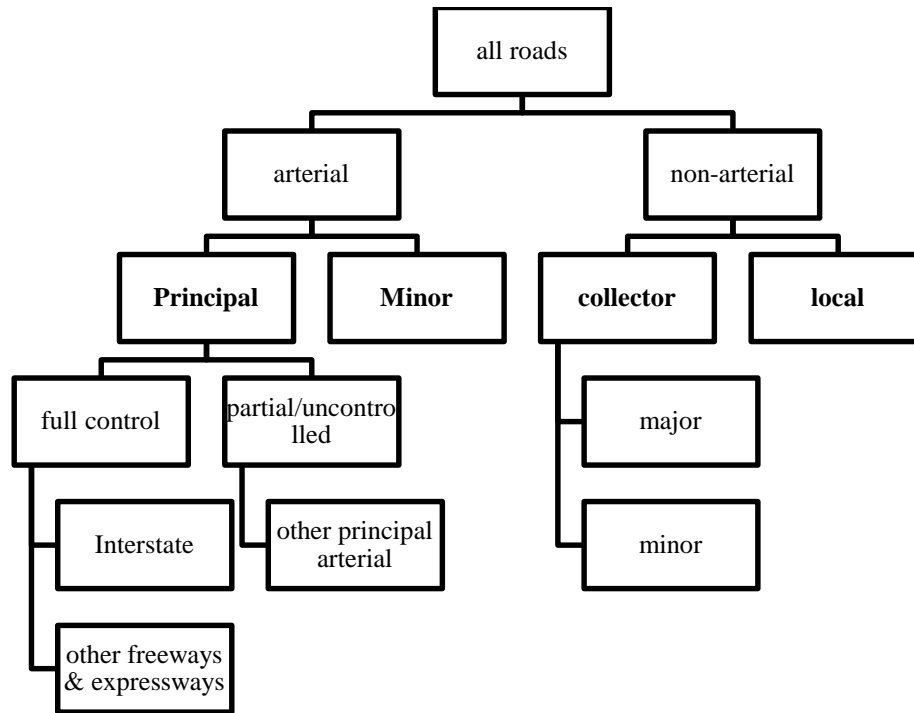 all roads
arterial
non-arterial
Principal
Minor
collector
local
full control
partial/uncontro
lled
major
Interstate
other principal
arterial
minor
other freeways
& expressways